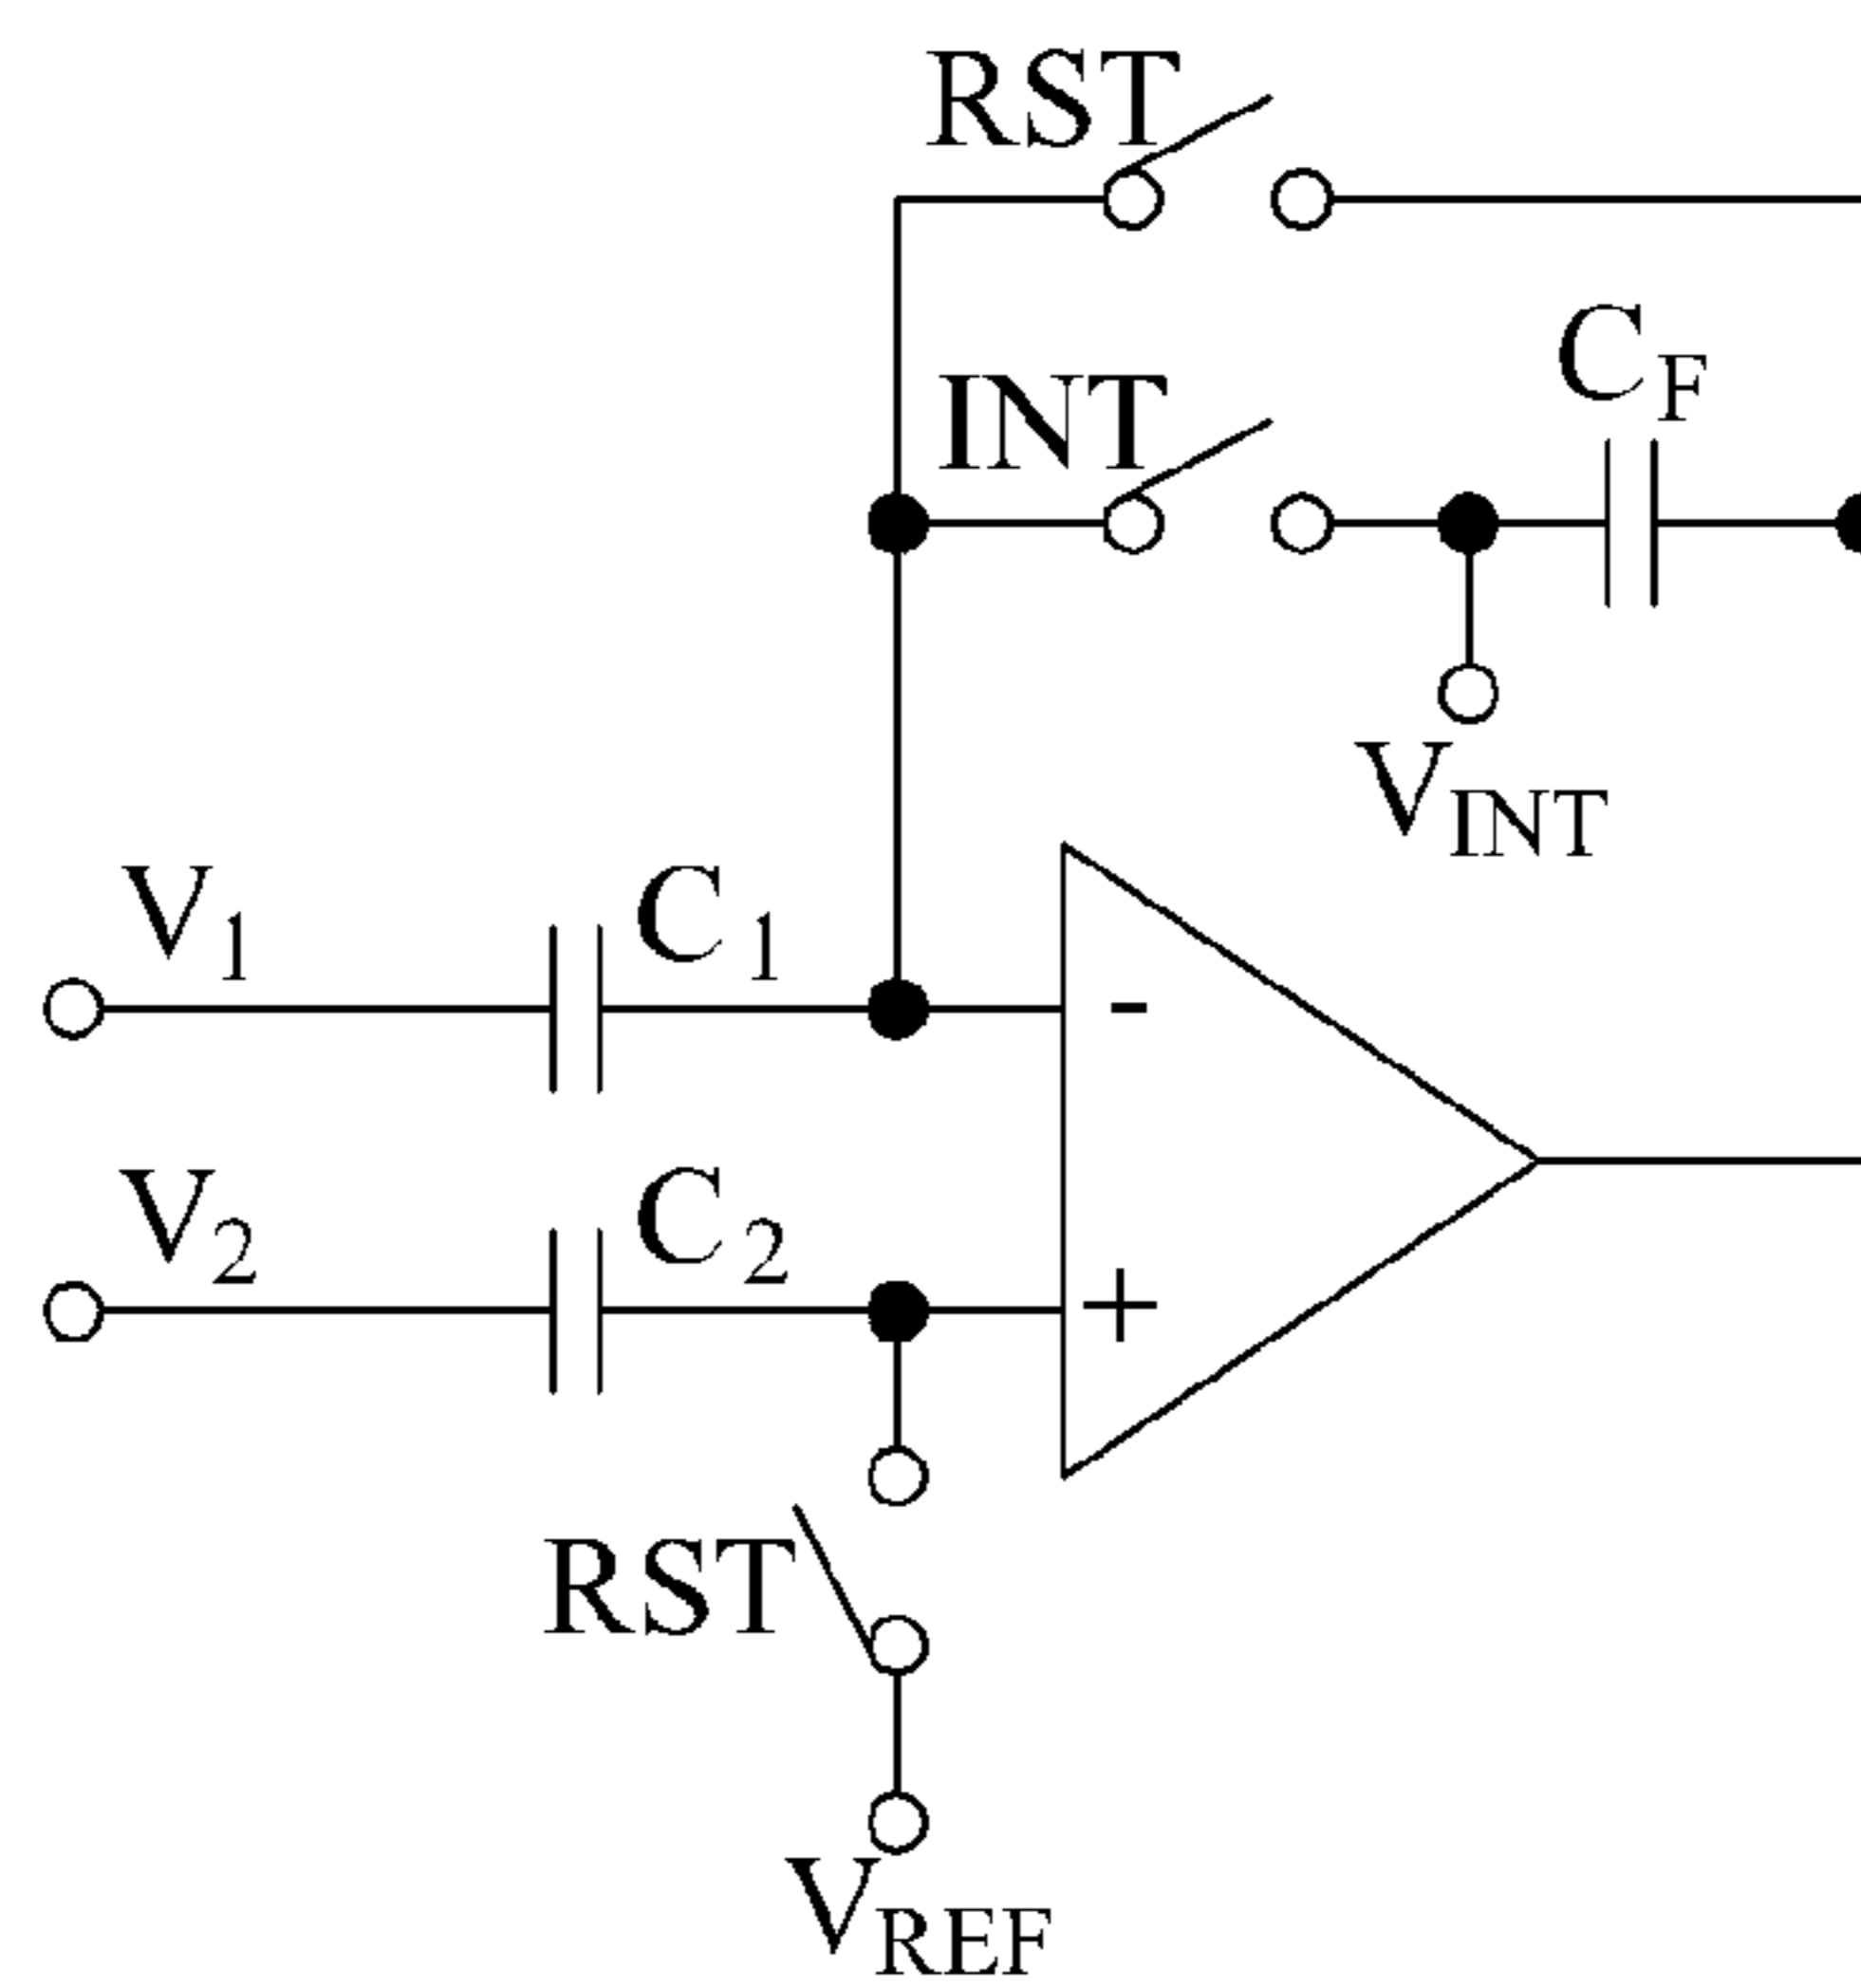 RST
C_F
INT
V_INT
V_1
C_1
-
V_2
C_2
+
RST
V_REF